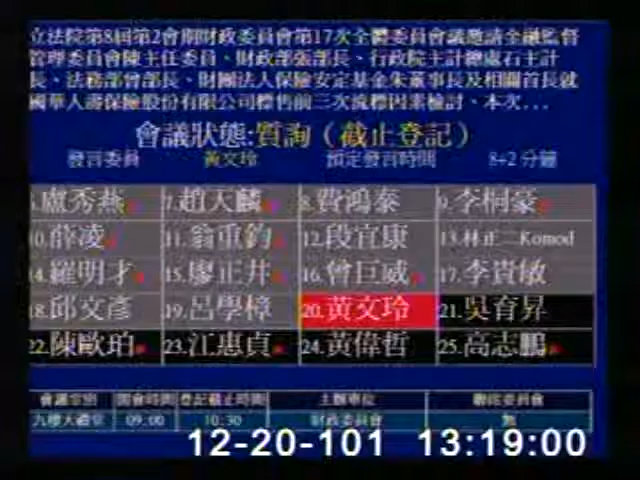 立法院第8屆第2會期財政委員會第17次全體委員會議邀請金融監督
管理委員會陳主任委員、財政部張部長、行政院主計總處石主計
長、法務部曾部長、財團法人保險安定基金朱董事長及相關首長就
國華人壽保險股份有限公司標售前三次流標因素檢討、本次...
會議狀態:質詢(截止登記)
發言委員 黃文玲 預定發言時間 8+2 分鐘
6.盧秀燕 7.趙天麟 8.費鴻泰 9.李桐豪
10.薛凌 11.翁重鈞 12.段宜康 13.林正二Komod
14.羅明才 15.廖正井 16.曾巨威 17.李貴敏
18.邱文彥 19.呂學樟 20.黃文玲 21.吳育昇
22.陳歐珀 23.江惠貞 24.黃偉哲 25.高志鵬
會議室別 開會時間 登記截止時間 主辦單位 聯席委員會
九樓大禮堂 09:00 10:30 財政委員會 無
12-20-101 13:19:00